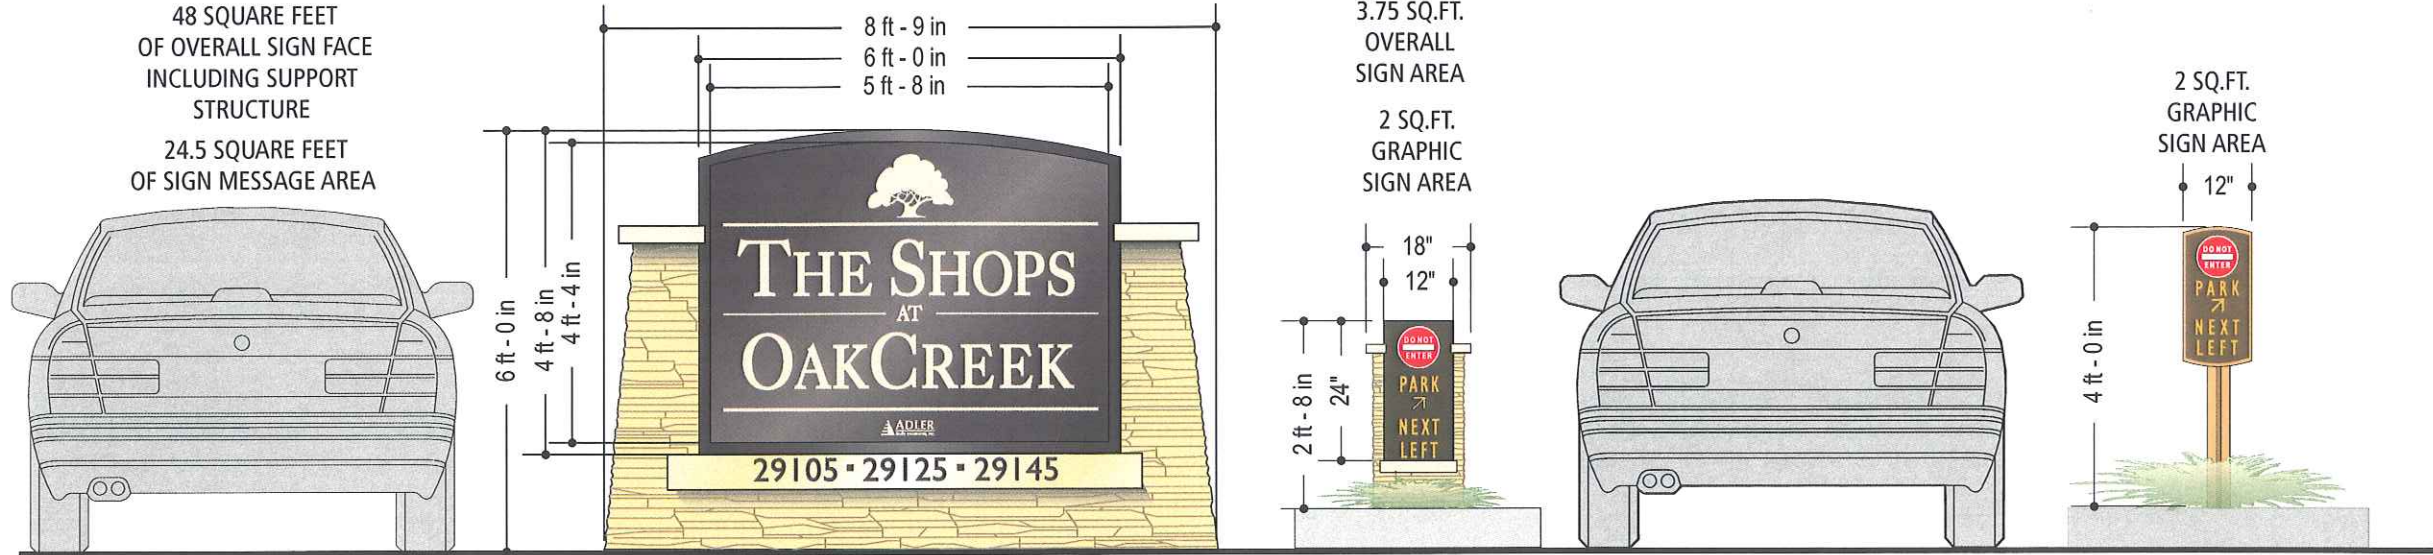 48 SQUARE FEET
OF OVERALL SIGN FACE
INCLUDING SUPPORT
STRUCTURE
24.5 SQUARE FEET
OF SIGN MESSAGE AREA
8 ft - 9 in
6 ft - 0 in
5 ft - 8 in
6 ft - 0 in
4 ft - 8 in
4 ft - 4 in
THE SHOPS
AT
OAKCREEK
ADLER
29105 ▪ 29125 ▪ 29145
3.75 SQ.FT.
OVERALL
SIGN AREA
2 SQ.FT.
GRAPHIC
SIGN AREA
18"
12"
2 ft - 8 in
24"
DO NOT
ENTER
PARK
↗
NEXT
LEFT
2 SQ.FT.
GRAPHIC
SIGN AREA
12"
4 ft - 0 in
DO NOT
ENTER
PARK
↗
NEXT
LEFT